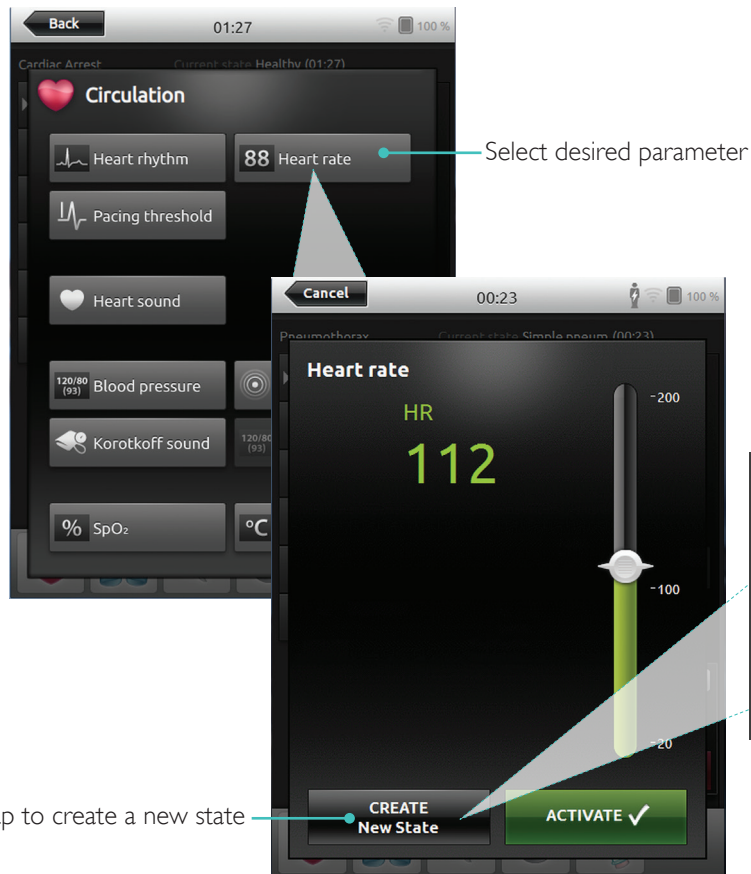 Back
01:27
100 %
Cardiac Arrest
Current state Healthy (01:27)
Circulation
Heart rhythm
88 Heart rate
Select desired parameter
Pacing threshold
Heart sound
120/80
(93)
Blood pressure
Korotkoff sound
120/80
(93)
% SpO₂
°C
Cancel
00:23
100 %
Pneumothorax
Current state Simple pneum (00:23)
Heart rate
HR
112
200
100
20
CREATE
New State
ACTIVATE ✓
to create a new state